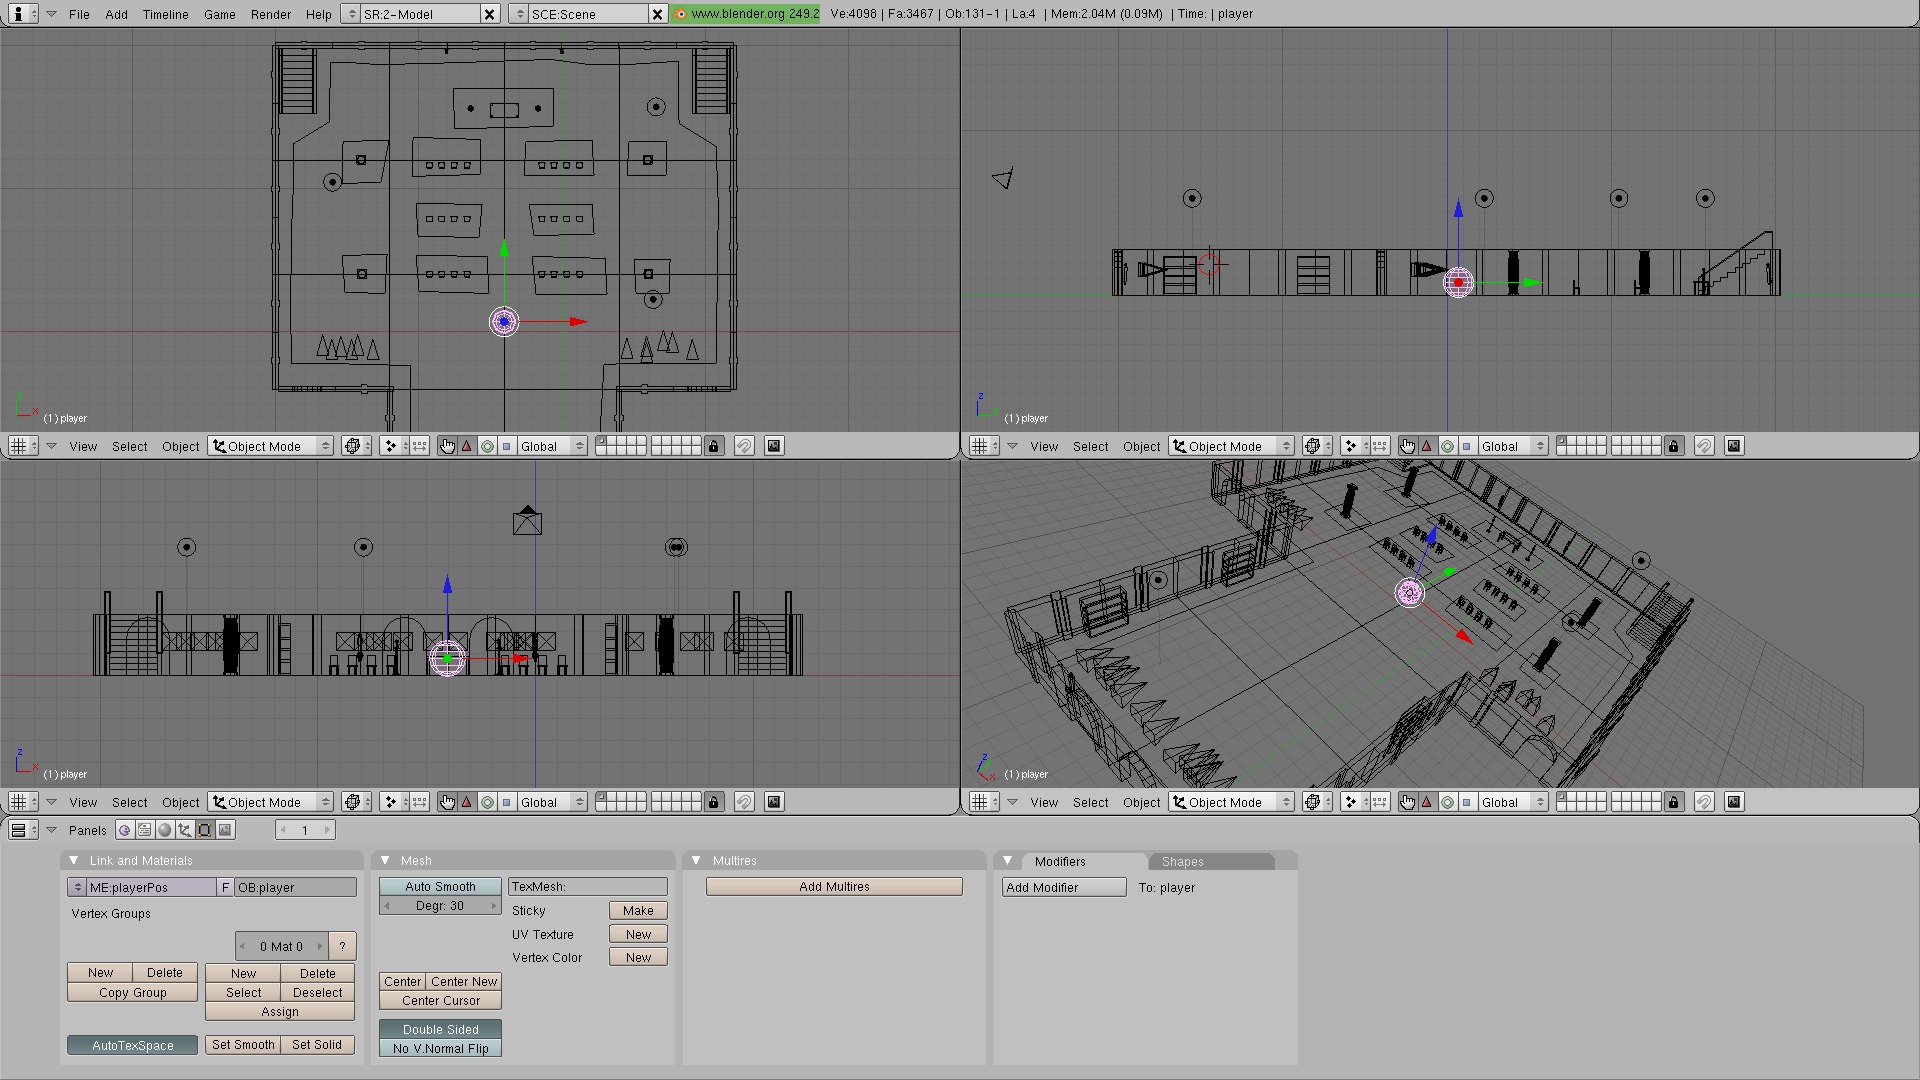 File Add Timeline Game Render Help SR:2-Model SCE:Scene www.blender.org 249.2 Ve:4098 | Fa:3467 | Ob:131-1 | La:4 | Mem:2.04M (0.09M) | Time: | player
y x
(1) player
z y
(1) player
View Select Object Object Mode Global
View Select Object Object Mode Global
z x
(1) player
z x
(1) player
View Select Object Object Mode Global
View Select Object Object Mode Global
Panels 1
Link and Materials
ME:playerPos F OB:player
Vertex Groups
0 Mat 0 ?
New Delete New Delete
Copy Group Select Deselect
Assign
AutoTexSpace Set Smooth Set Solid
Mesh
Auto Smooth TexMesh:
Degr: 30
Sticky Make
UV Texture New
Vertex Color New
Center Center New
Center Cursor
Double Sided
No V.Normal Flip
Multires
Add Multires
Modifiers Shapes
Add Modifier To: player